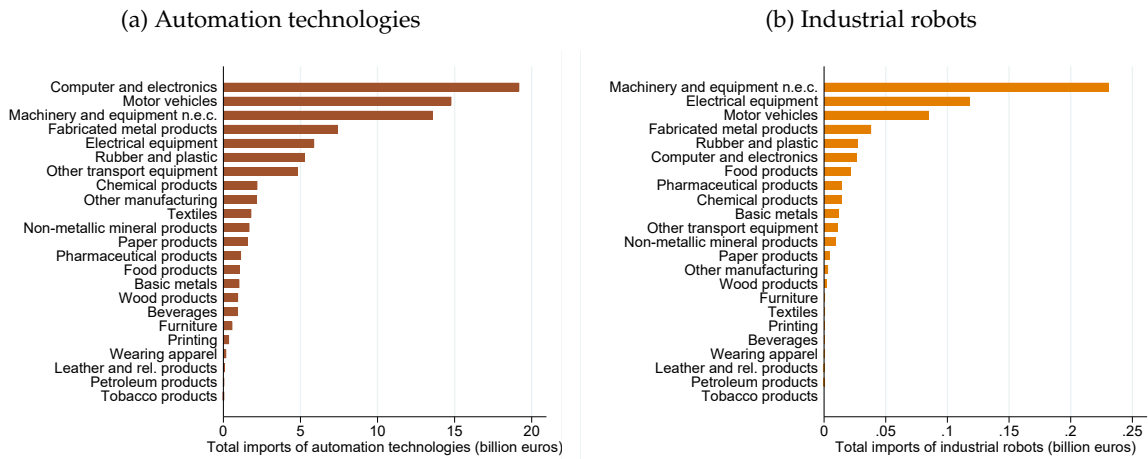 (a) Automation technologies
Computer and electronics
Motor vehicles
Machinery and equipment n.e.c.
Fabricated metal products
Electrical equipment
Rubber and plastic
Other transport equipment
Chemical products
Other manufacturing
Textiles
Non-metallic mineral products
Paper products
Pharmaceutical products
Food products
Basic metals
Wood products
Beverages
Furniture
Printing
Wearing apparel
Leather and rel. products
Petroleum products
Tobacco products
0 5 10 15 20
Total imports of automation technologies (billion euros)
(b) Industrial robots
Machinery and equipment n.e.c.
Electrical equipment
Motor vehicles
Fabricated metal products
Rubber and plastic
Computer and electronics
Food products
Pharmaceutical products
Chemical products
Basic metals
Other transport equipment
Non-metallic mineral products
Paper products
Other manufacturing
Wood products
Furniture
Textiles
Printing
Beverages
Wearing apparel
Leather and rel. products
Petroleum products
Tobacco products
0 .05 .1 .15 .2 .25
Total imports of industrial robots (billion euros)